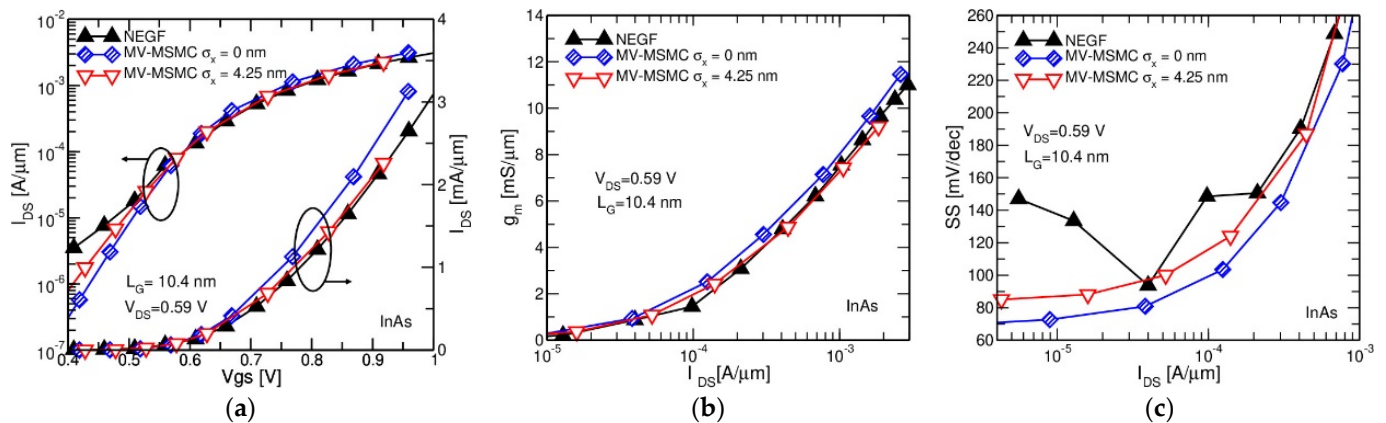 10⁻²
10⁻³
10⁻⁴
10⁻⁵
10⁻⁶
10⁻⁷
I_DS [A/μm]
NEGF
MV-MSMC σ_x = 0 nm
MV-MSMC σ_x = 4.25 nm
L_G= 10.4 nm
V_DS=0.59 V
InAs
4
3
2
1
0
I_DS [mA/μm]
0.4 0.5 0.6 0.7 0.8 0.9 1
Vgs [V]
(a)
14
12
10
8
6
4
2
0
g_m [mS/μm]
NEGF
MV-MSMC σ_x = 0 nm
MV-MSMC σ_x = 4.25 nm
V_DS=0.59 V
L_G=10.4 nm
InAs
10⁻⁵ 10⁻⁴ 10⁻³
I_DS[A/μm]
(b)
260
240
220
200
180
160
140
120
100
80
60
SS [mV/dec]
NEGF
MV-MSMC σ_x = 0 nm
MV-MSMC σ_x = 4.25 nm
V_DS=0.59 V
L_G=10.4 nm
InAs
10⁻⁵ 10⁻⁴ 10⁻³
I_DS[A/μm]
(c)